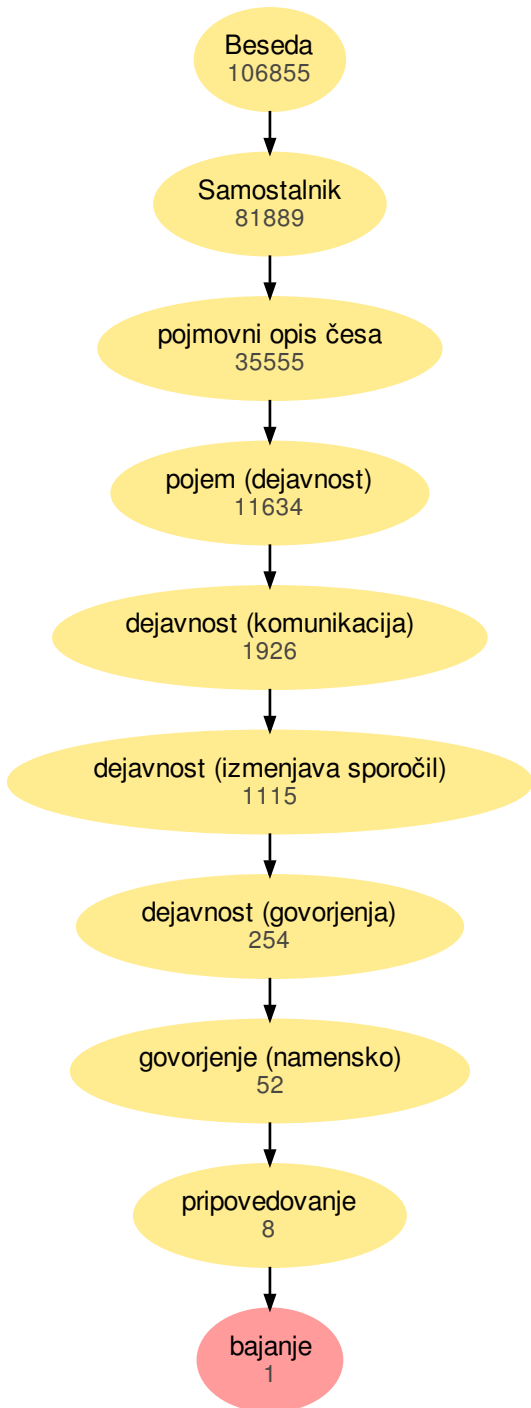 Beseda
106855
Samostalnik
81889
pojmovni opis česa
35555
pojem (dejavnost)
11634
dejavnost (komunikacija)
1926
dejavnost (izmenjava sporočil)
1115
dejavnost (govorjenja)
254
govorjenje (namensko)
52
pripovedovanje
8
bajanje
1